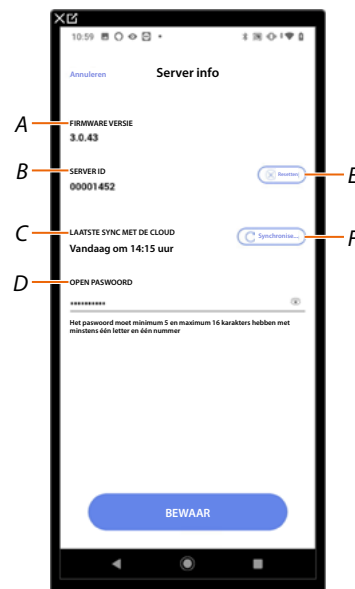 10:59
Annuleren
Server info
A
FIRMWARE VERSIE
3.0.43
B
SERVER ID
Resetten
E
00001452
C
LAATSTE SYNC MET DE CLOUD
Synchronise...
F
Vandaag om 14:15 uur
D
OPEN PASWOORD
••••••••••
Het paswoord moet minimum 5 en maximum 16 karakters hebben met
minstens één letter en één nummer
BEWAAR